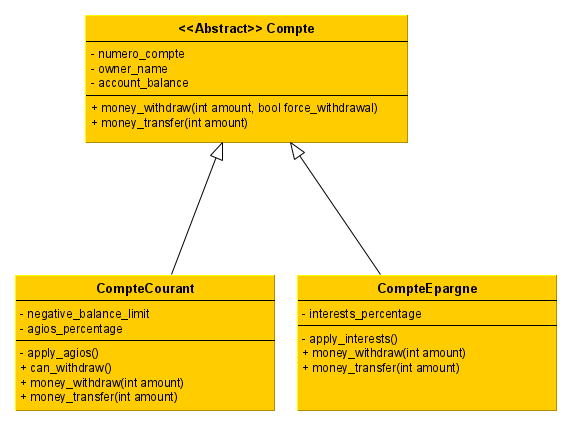 <<Abstract>> Compte
- numero_compte
- owner_name
- account_balance
+ money_withdraw(int amount, bool force_withdrawal)
+ money_transfer(int amount)
CompteCourant
- negative_balance_limit
- agios_percentage
- apply_agios()
+ can_withdraw()
+ money_withdraw(int amount)
+ money_transfer(int amount)
CompteEpargne
- interests_percentage
- apply_interests()
+ money_withdraw(int amount)
+ money_transfer(int amount)